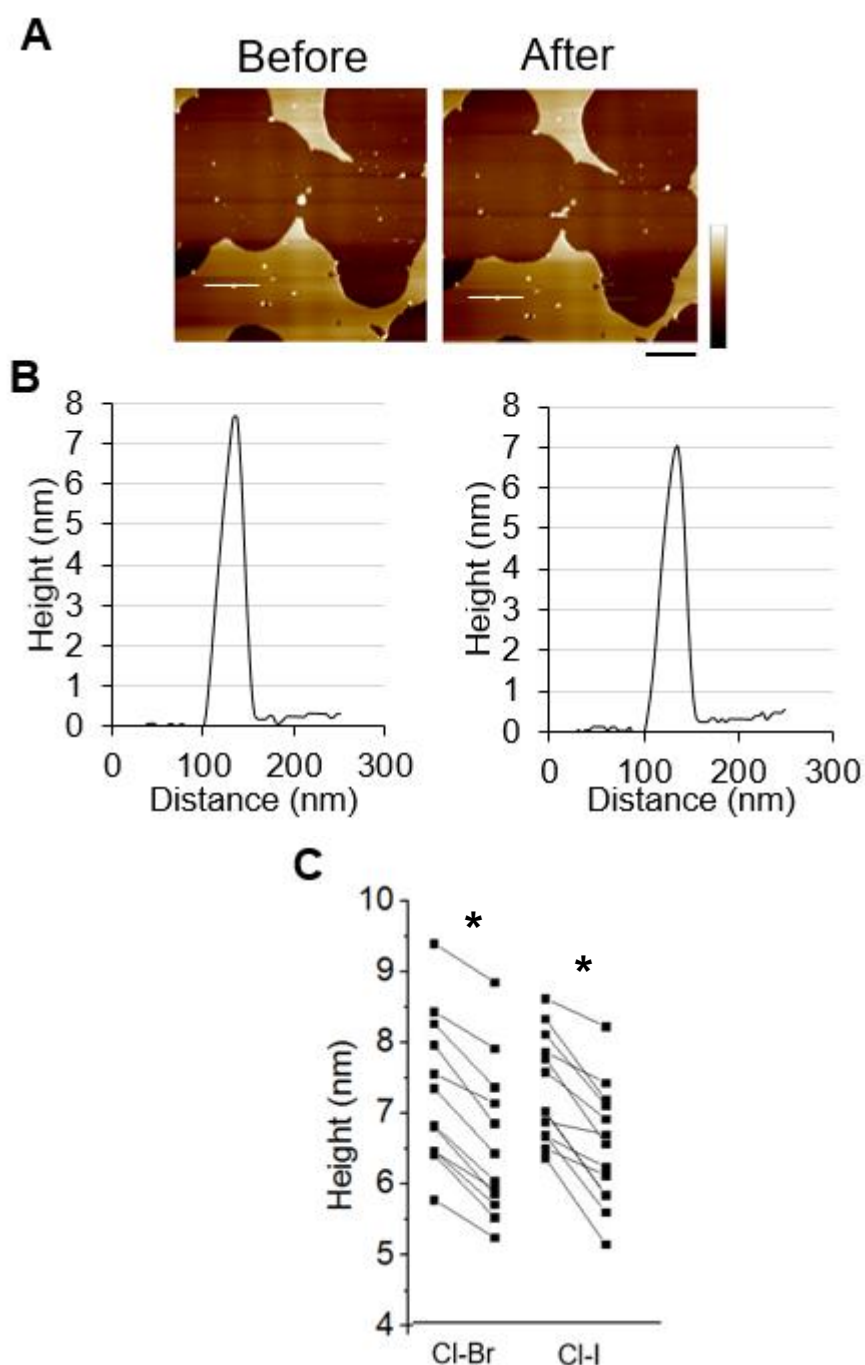 A
Before After
B
8 8
7 7
6 6
5 5
4 4
3 3
2 2
1 1
0 0
Height (nm) Height (nm)
0 100 200 300 0 100 200 300
Distance (nm) Distance (nm)
C
10
9
8
7
6
5
4
Height (nm)
* *
Cl-Br Cl-I